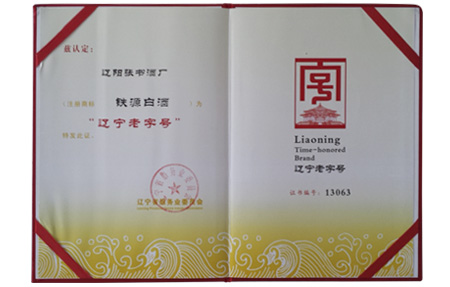 兹认定：
辽阳 酒厂
（注册商标 铁源白酒 ）为
“辽宁老字号”
特发此证。
辽宁省服务业委员会
Liaoning
Time-honored
Brand
辽宁老字号
证书编号：13063